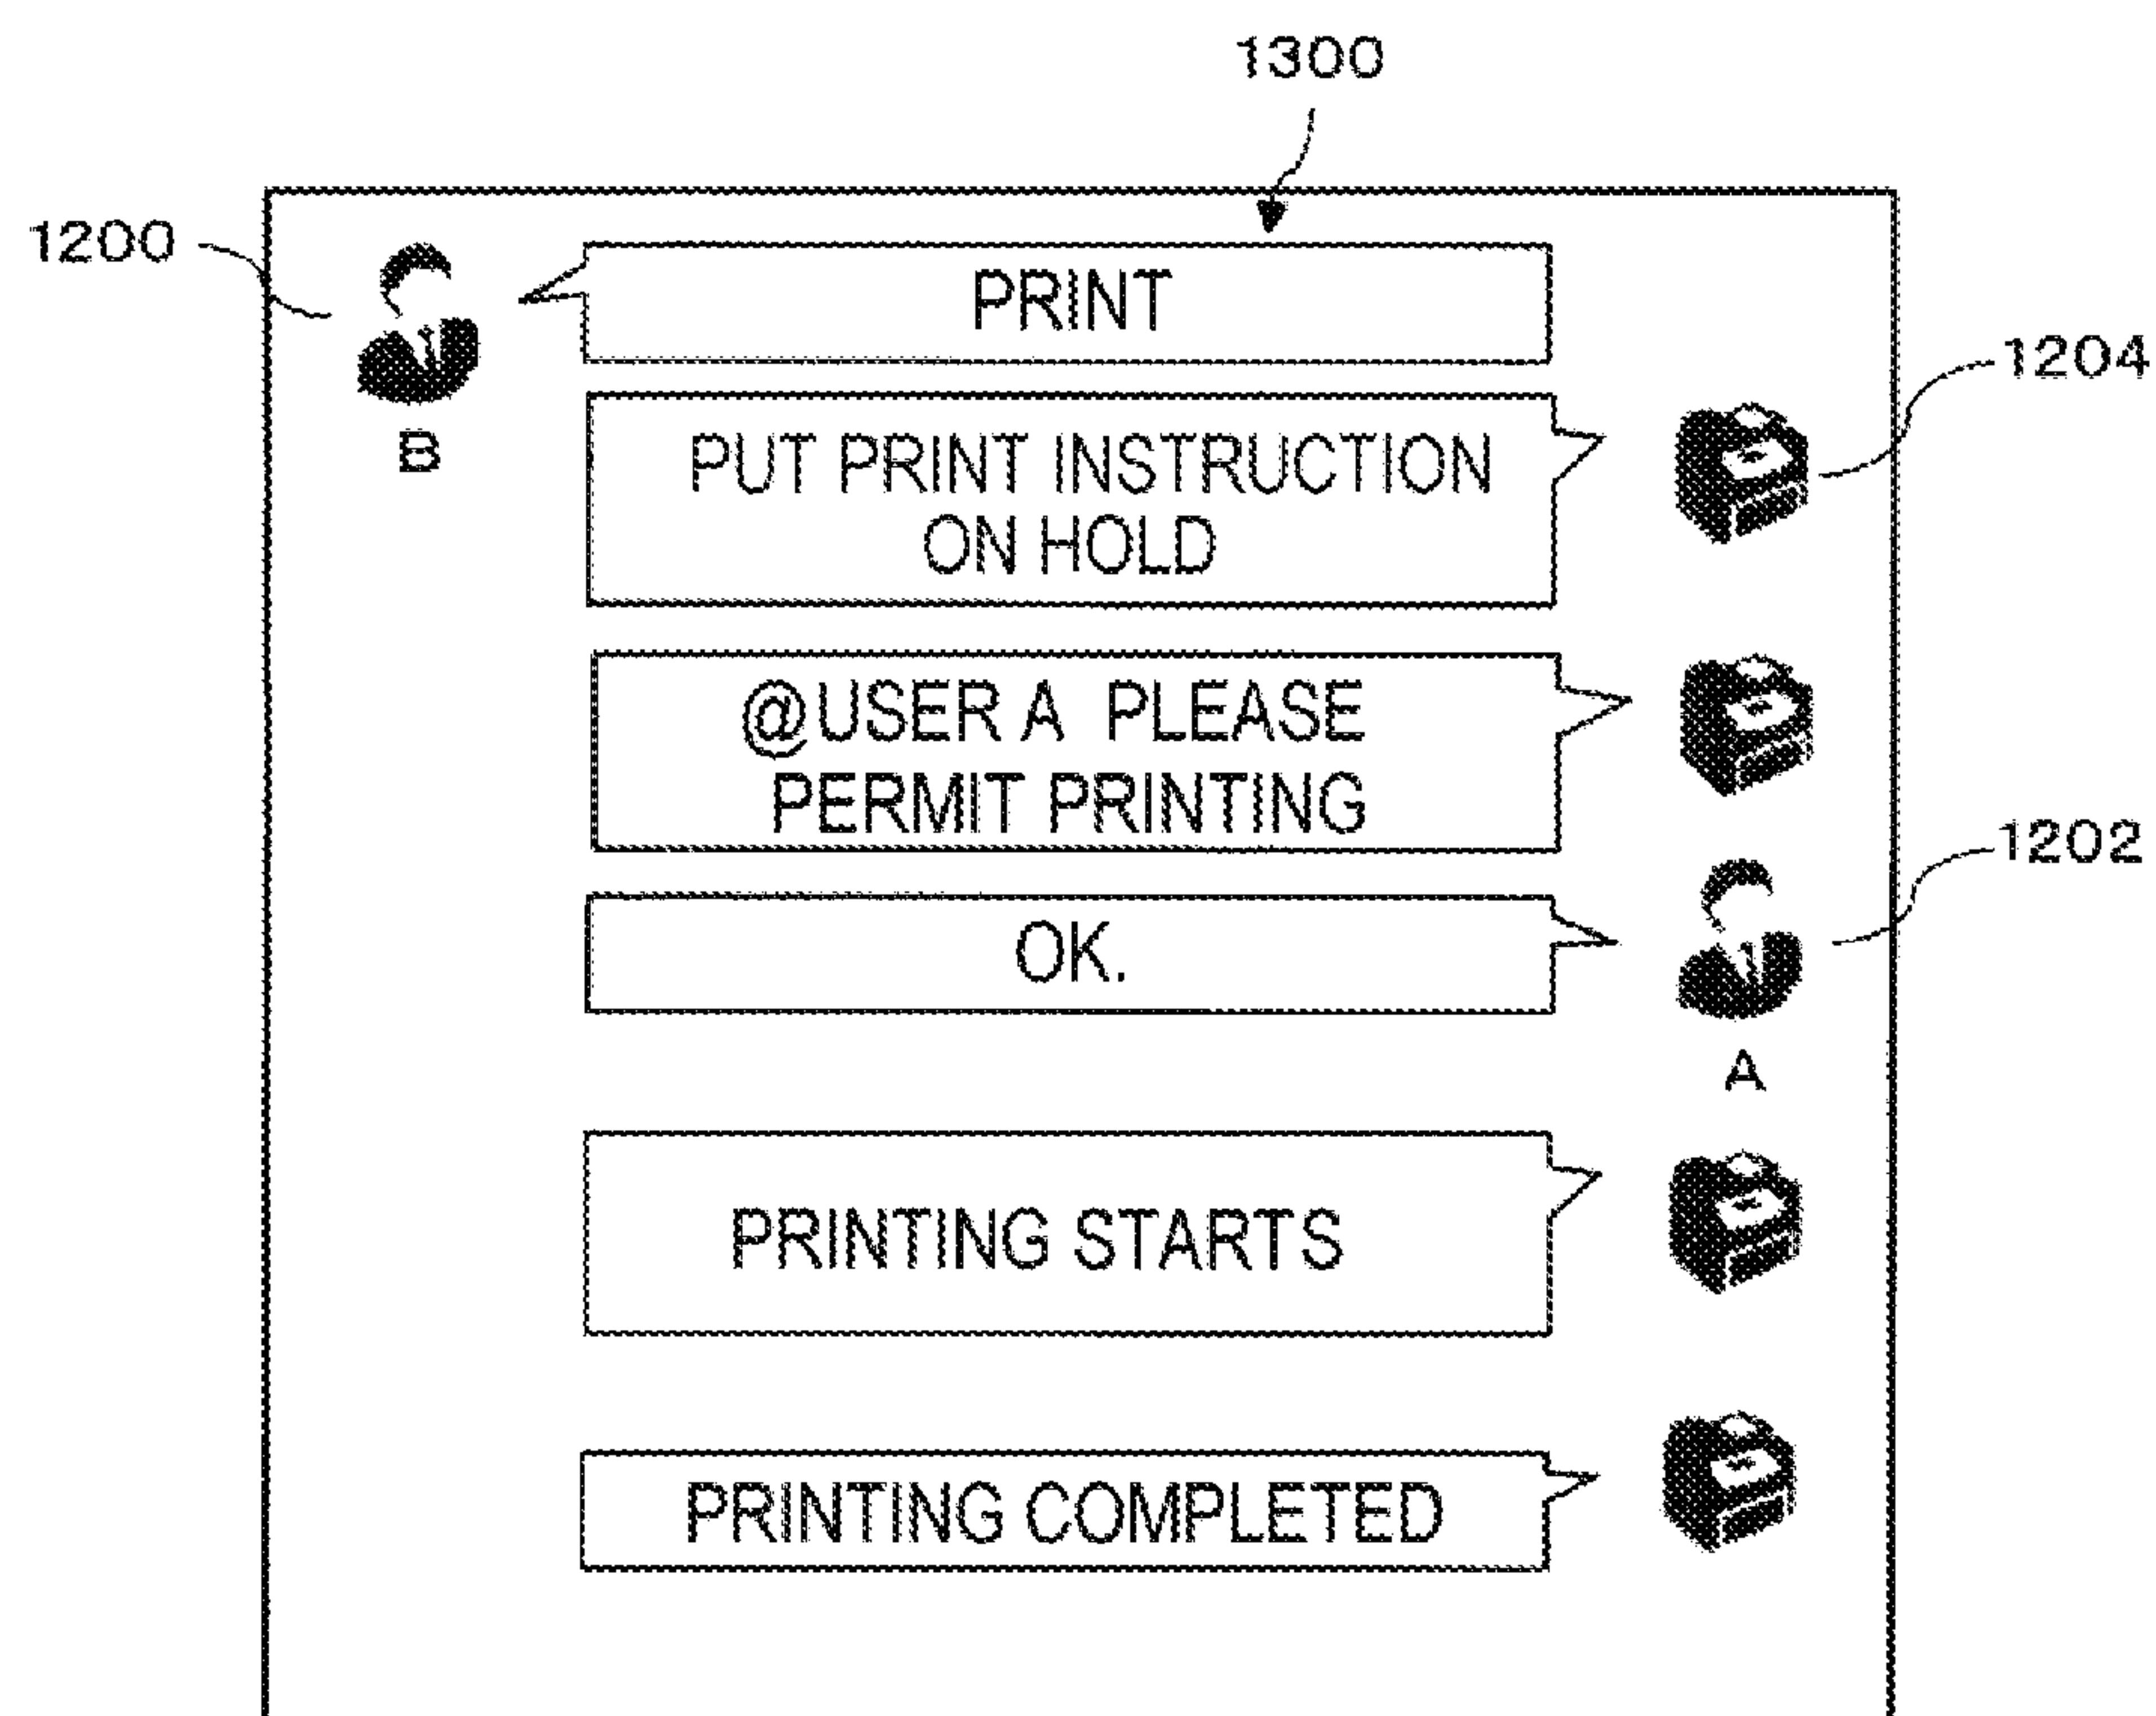 1300
1200
PRINT
1204
B
PUT PRINT INSTRUCTION
ON HOLD
@USER A PLEASE
PERMIT PRINTING
1202
OK.
A
PRINTING STARTS
PRINTING COMPLETED